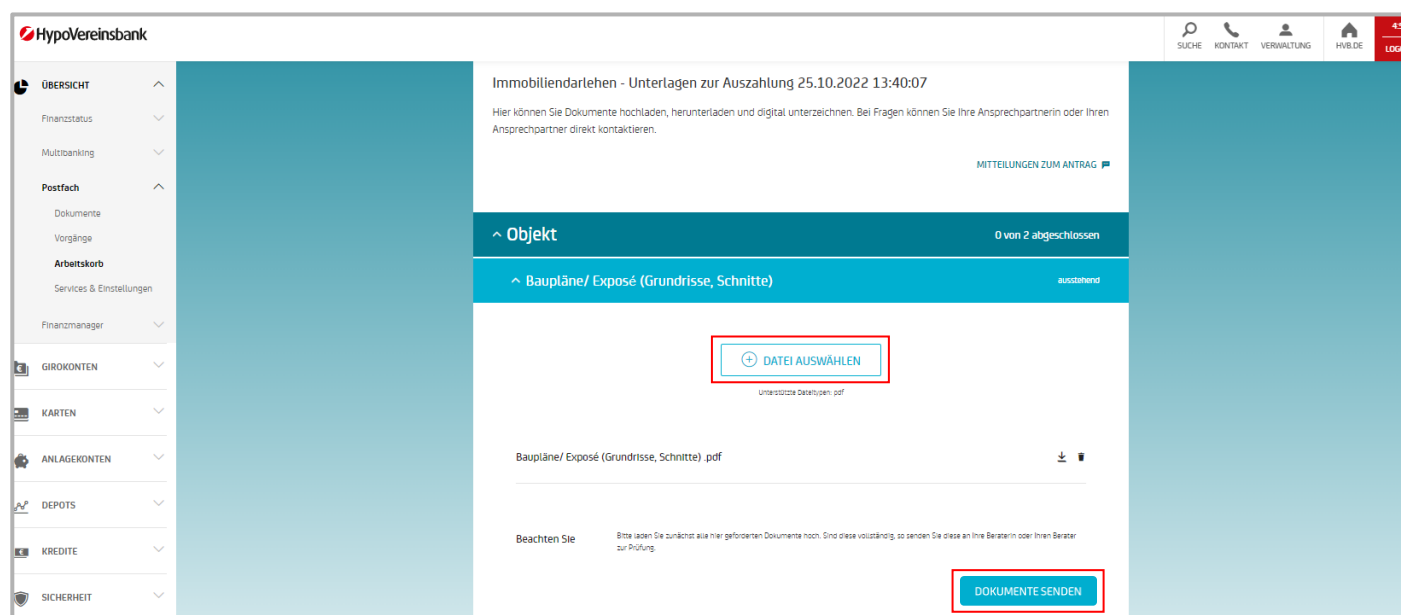 HypoVereinsbank
SUCHE
KONTAKT
VERWALTUNG
HVB.DE
ÜBERSICHT
Finanzstatus
Multibanking
Postfach
Dokumente
Vorgänge
Arbeitskorb
Services & Einstellungen
Finanzmanager
GIROKONTEN
KARTEN
ANLAGEKONTEN
DEPOTS
KREDITE
SICHERHEIT
Immobiliendarlehen - Unterlagen zur Auszahlung 25.10.2022 13:40:07
Hier können Sie Dokumente hochladen, herunterladen und digital unterzeichnen. Bei Fragen können Sie Ihre Ansprechpartnerin oder Ihren
Ansprechpartner direkt kontaktieren.
MITTEILUNGEN ZUM ANTRAG
Objekt 0 von 2 abgeschlossen
Baupläne/ Exposé (Grundrisse, Schnitte) ausstehend
DATEI AUSWÄHLEN
Unterstützte Dateitypen: pdf
Baupläne/ Exposé (Grundrisse, Schnitte) .pdf
Beachten Sie Bitte laden Sie zunächst alle hier geforderten Dokumente hoch. Sind diese vollständig, so senden Sie diese an Ihre Beraterin oder Ihren Berater
zur Prüfung.
DOKUMENTE SENDEN